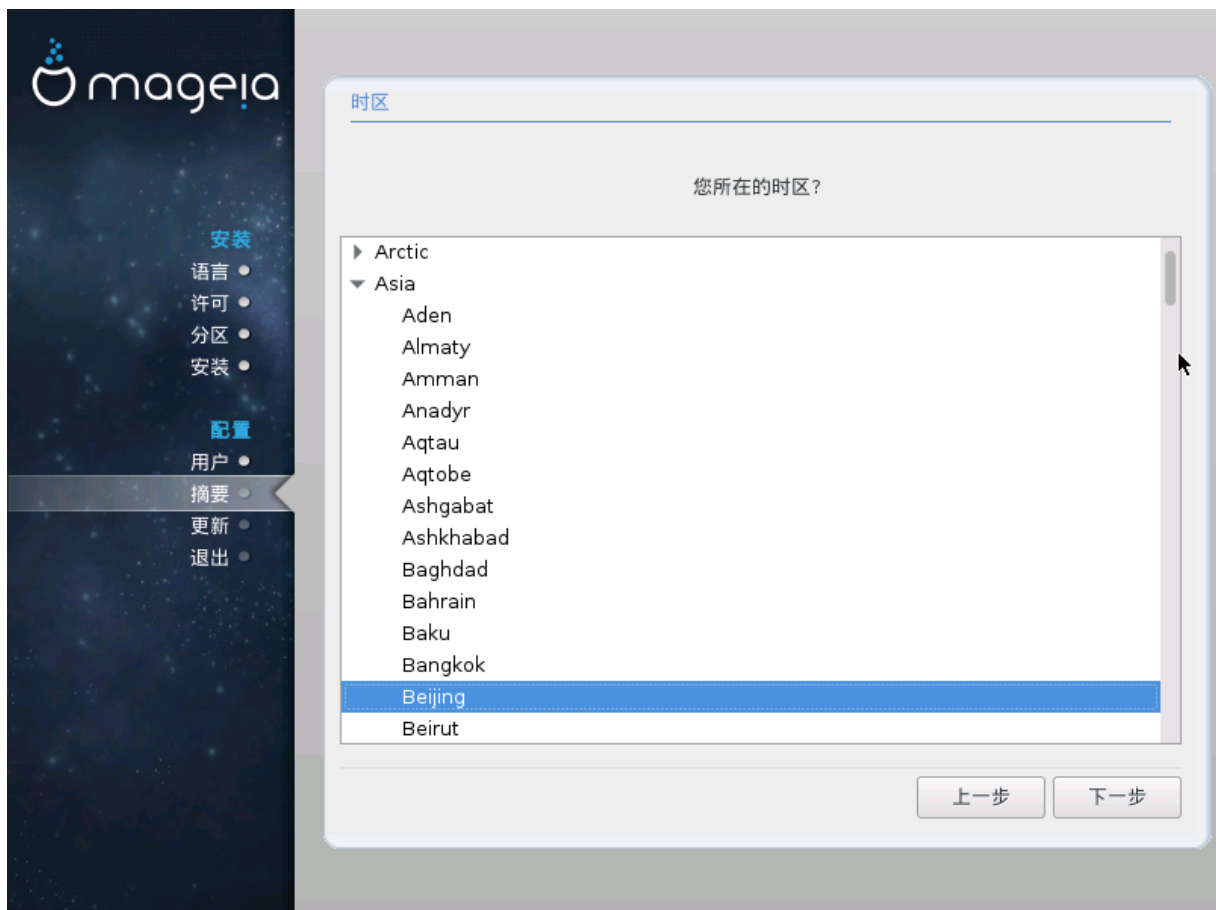 mageia
安装
语言
许可
分区
安装
配置
用户
摘要
更新
退出
时区
您所在的时区?
Arctic
Asia
Aden
Almaty
Amman
Anadyr
Aqtau
Aqtobe
Ashgabat
Ashkhabad
Baghdad
Bahrain
Baku
Bangkok
Beijing
Beirut
上一步 下一步